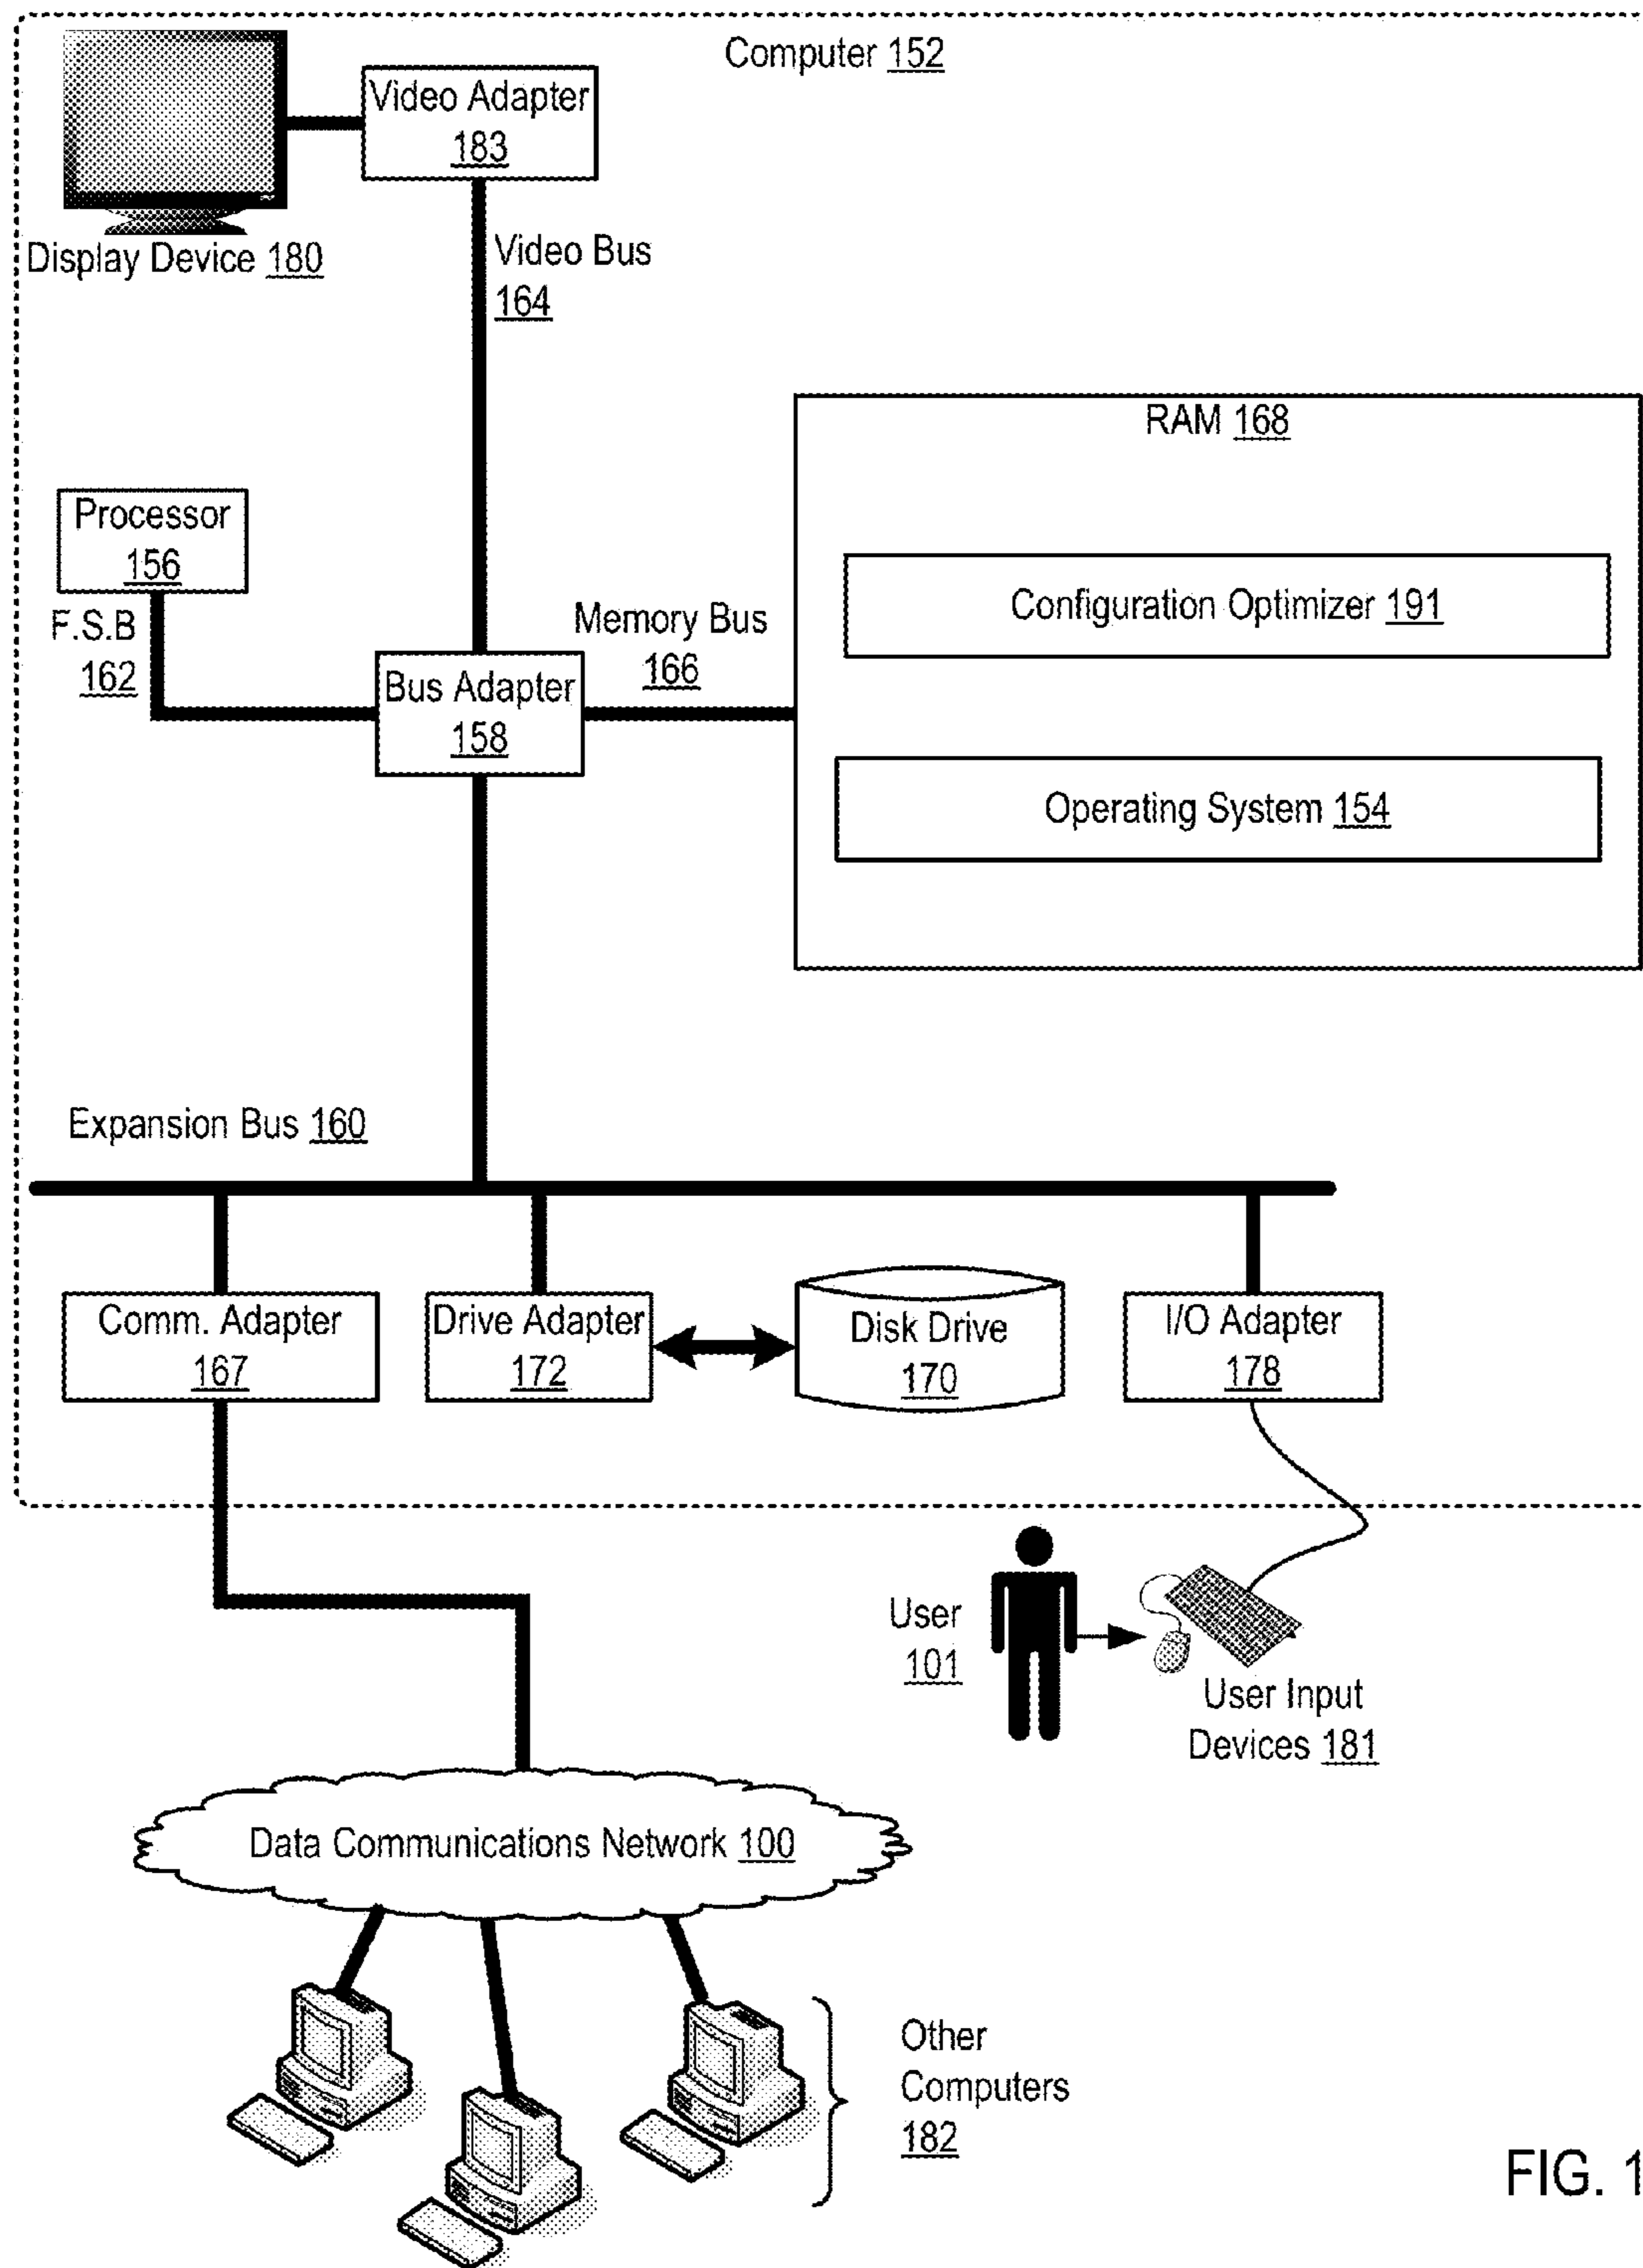 Computer 152
Video Adapter
183
Display Device 180
Video Bus
164
RAM 168
Processor
156
Configuration Optimizer 191
F.S.B
162
Memory Bus
166
Bus Adapter
158
Operating System 154
Expansion Bus 160
Comm. Adapter
167
Drive Adapter
172
Disk Drive
170
I/O Adapter
178
User
101
User Input
Devices 181
Data Communications Network 100
Other
Computers
182
FIG. 1